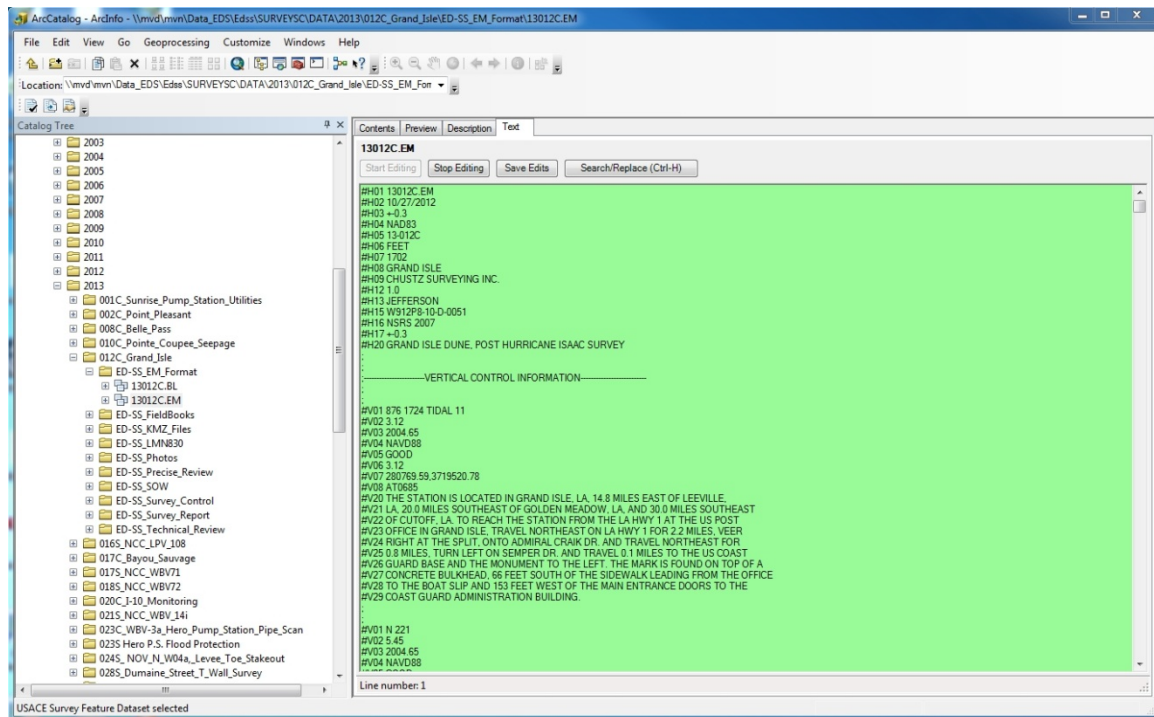 ArcCatalog - ArcInfo - \\mvd\mvn\Data_EDS\Edss\SURVEYSC\DATA\2013\012C_Grand_Isle\ED-SS_EM_Format\13012C.EM
File Edit View Go Geoprocessing Customize Windows Help
Location: \\mvd\mvn\Data_EDS\Edss\SURVEYSC\DATA\2013\012C_Grand_Isle\ED-SS_EM_Forr
Catalog Tree
2003
2004
2005
2006
2007
2008
2009
2010
2011
2012
2013
001C_Sunrise_Pump_Station_Utilities
002C_Point_Pleasant
008C_Belle_Pass
010C_Pointe_Coupee_Seepage
012C_Grand_Isle
ED-SS_EM_Format
13012C.BL
13012C.EM
ED-SS_FieldBooks
ED-SS_KMZ_Files
ED-SS_LMN830
ED-SS_Photos
ED-SS_Precise_Review
ED-SS_SOW
ED-SS_Survey_Control
ED-SS_Survey_Report
ED-SS_Technical_Review
016S_NCC_LPV_108
017C_Bayou_Sauvage
017S_NCC_WBV71
018S_NCC_WBV72
020C_I-10_Monitoring
021S_NCC_WBV_14i
023C_WBV-3a_Hero_Pump_Station_Pipe_Scan
023S Hero P.S. Flood Protection
024S_ NOV_N_W04a,_Levee_Toe_Stakeout
028S_Dumaine_Street_T_Wall_Survey
Contents Preview Description Text
13012C.EM
Start Editing Stop Editing Save Edits Search/Replace (Ctrl-H)
#H01 13012C.EM
#H02 10/27/2012
#H03 +-0.3
#H04 NAD83
#H05 13-012C
#H06 FEET
#H07 1702
#H08 GRAND ISLE
#H09 CHUSTZ SURVEYING INC.
#H12 1.0
#H13 JEFFERSON
#H15 W912P8-10-D-0051
#H16 NSRS 2007
#H17 +-0.3
#H20 GRAND ISLE DUNE, POST HURRICANE ISAAC SURVEY
;
;
;--------------------VERTICAL CONTROL INFORMATION----------------------
;
;
#V01 876 1724 TIDAL 11
#V02 3.12
#V03 2004.65
#V04 NAVD88
#V05 GOOD
#V06 3.12
#V07 280769.59,3719520.78
#V08 AT0685
#V20 THE STATION IS LOCATED IN GRAND ISLE, LA, 14.8 MILES EAST OF LEEVILLE,
#V21 LA, 20.0 MILES SOUTHEAST OF GOLDEN MEADOW, LA, AND 30.0 MILES SOUTHEAST
#V22 OF CUTOFF, LA. TO REACH THE STATION FROM THE LA HWY 1 AT THE US POST
#V23 OFFICE IN GRAND ISLE, TRAVEL NORTHEAST ON LA HWY 1 FOR 2.2 MILES, VEER
#V24 RIGHT AT THE SPLIT, ONTO ADMIRAL CRAIK DR. AND TRAVEL NORTHEAST FOR
#V25 0.8 MILES, TURN LEFT ON SEMPER DR. AND TRAVEL 0.1 MILES TO THE US COAST
#V26 GUARD BASE AND THE MONUMENT TO THE LEFT. THE MARK IS FOUND ON TOP OF A
#V27 CONCRETE BULKHEAD, 66 FEET SOUTH OF THE SIDEWALK LEADING FROM THE OFFICE
#V28 TO THE BOAT SLIP AND 153 FEET WEST OF THE MAIN ENTRANCE DOORS TO THE
#V29 COAST GUARD ADMINISTRATION BUILDING.
;
;
#V01 N 221
#V02 5.45
#V03 2004.65
#V04 NAVD88
#V05 GOOD
Line number: 1
USACE Survey Feature Dataset selected